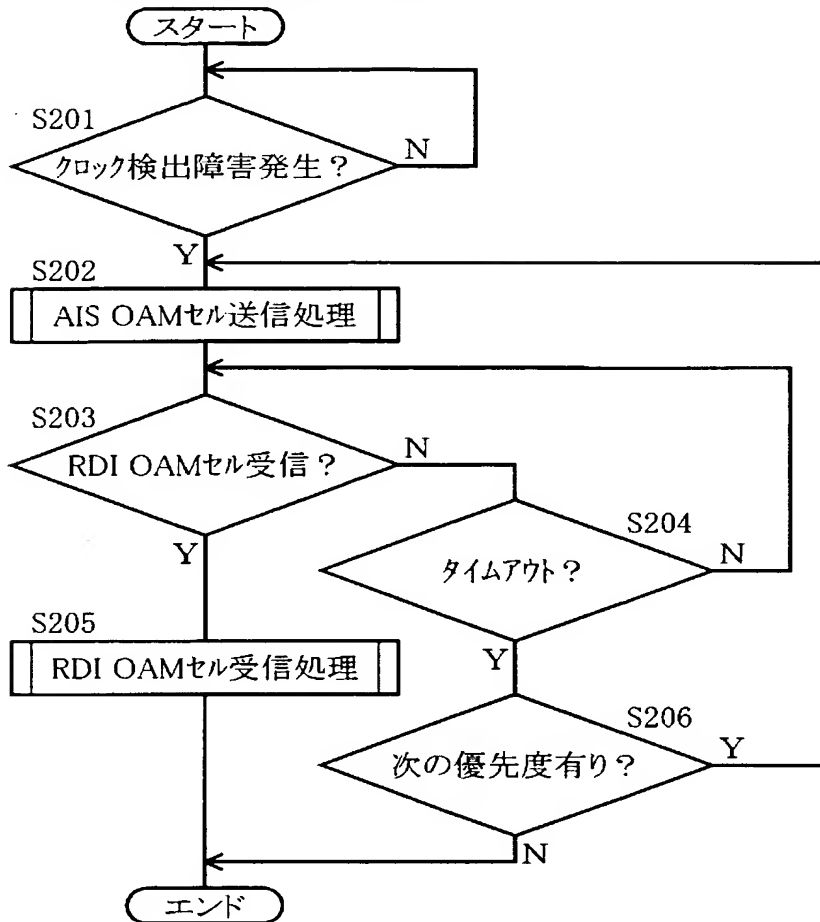 スタート
S201
クロック検出障害発生？
N
Y
S202
AIS OAMセル送信処理
S203
RDI OAMセル受信？
N
Y
S204
タイムアウト？
N
Y
S205
RDI OAMセル受信処理
S206
次の優先度有り？
Y
N
エンド